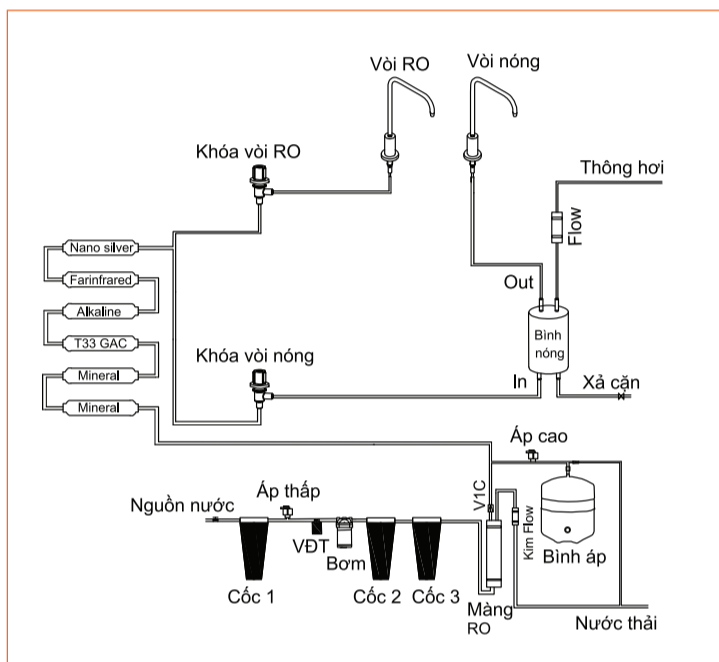 Vòi RO
Vòi nóng
Khóa vòi RO
Thông hơi
Flow
Nano silver
Farinfrared
Alkaline
T33 GAC
Mineral
Mineral
Out
Bình
nóng
Khóa vòi nóng
In
Xả cặn
Áp cao
V1C
Áp thấp
Nguồn nước
VĐT
Bơm
Kim Flow
Bình áp
Cốc 1
Cốc 2
Cốc 3
Màng
RO
Nước thải